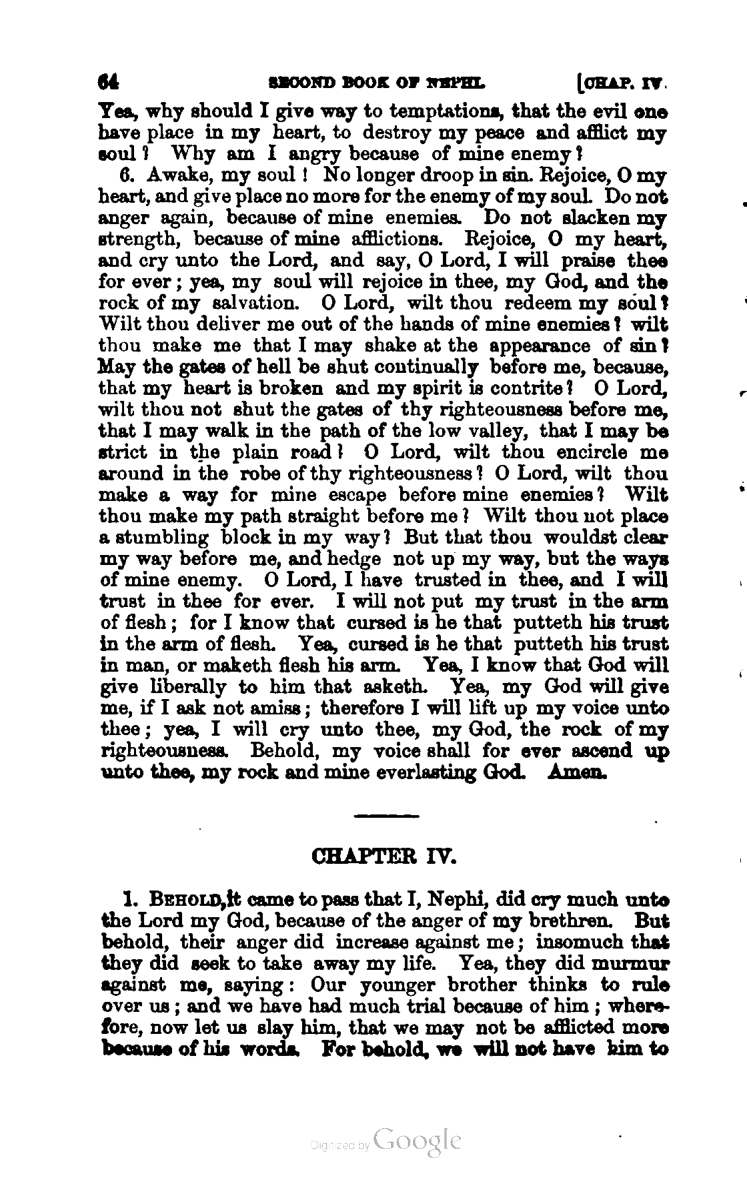 64 SECOND BOOK OF NEPHI. [CHAP. IV.
Yea, why should I give way to temptations, that the evil one
have place in my heart, to destroy my peace and afflict my
soul? Why am I angry because of mine enemy?
6. Awake, my soul! No longer droop in sin. Rejoice, O my
heart, and give place no more for the enemy of my soul. Do not
anger again, because of mine enemies. Do not slacken my
strength, because of mine afflictions. Rejoice, O my heart,
and cry unto the Lord, and say, O Lord, I will praise thee
for ever; yea, my soul will rejoice in thee, my God, and the
rock of my salvation. O Lord, wilt thou redeem my soul?
Wilt thou deliver me out of the hands of mine enemies? wilt
thou make me that I may shake at the appearance of sin?
May the gates of hell be shut continually before me, because,
that my heart is broken and my spirit is contrite? O Lord,
wilt thou not shut the gates of thy righteousness before me,
that I may walk in the path of the low valley, that I may be
strict in the plain road? O Lord, wilt thou encircle me
around in the robe of thy righteousness? O Lord, wilt thou
make a way for mine escape before mine enemies? Wilt
thou make my path straight before me? Wilt thou not place
a stumbling block in my way? But that thou wouldst clear
my way before me, and hedge not up my way, but the ways
of mine enemy. O Lord, I have trusted in thee, and I will
trust in thee for ever. I will not put my trust in the arm
of flesh; for I know that cursed is he that putteth his trust
in the arm of flesh. Yea, cursed is he that putteth his trust
in man, or maketh flesh his arm. Yea, I know that God will
give liberally to him that asketh. Yea, my God will give
me, if I ask not amiss; therefore I will lift up my voice unto
thee; yea, I will cry unto thee, my God, the rock of my
righteousness. Behold, my voice shall for ever ascend up
unto thee, my rock and mine everlasting God. Amen.
CHAPTER IV.
1. BEHOLD, it came to pass that I, Nephi, did cry much unto
the Lord my God, because of the anger of my brethren. But
behold, their anger did increase against me; insomuch that
they did seek to take away my life. Yea, they did murmur
against me, saying: Our younger brother thinks to rule
over us; and we have had much trial because of him; where-
fore, now let us slay him, that we may not be afflicted more
because of his words. For behold, we will not have him to
Digitized by Google